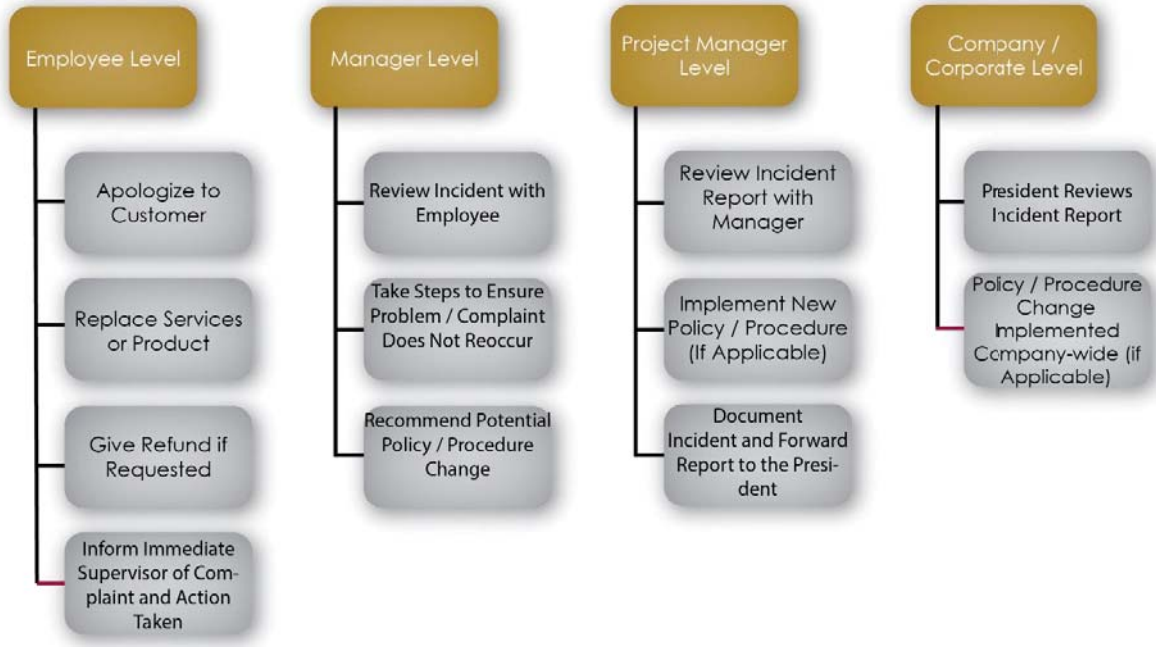 Employee Level
Apologize to
Customer
Replace Services
or Product
Give Refund if
Requested
Inform Immediate
Supervisor of Com-
plaint and Action
Taken
Manager Level
Review Incident with
Employee
Take Steps to Ensure
Problem / Complaint
Does Not Reoccur
Recommend Potential
Policy / Procedure
Change
Project Manager
Level
Review Incident
Report with
Manager
Implement New
Policy / Procedure
(If Applicable)
Document
Incident and Forward
Report to the Presi-
dent
Company /
Corporate Level
President Reviews
Incident Report
Policy / Procedure
Change
Implemented
Company-wide (if
Applicable)